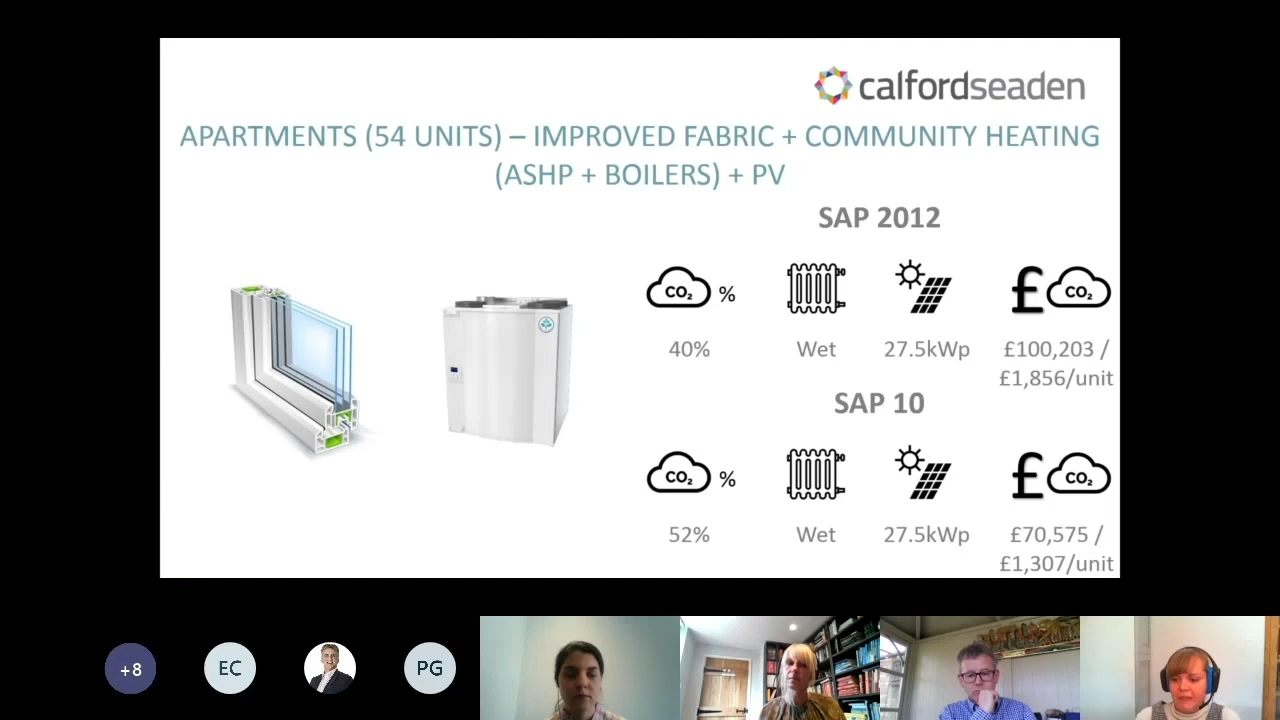 calfordseaden
APARTMENTS (54 UNITS) – IMPROVED FABRIC + COMMUNITY HEATING
(ASHP + BOILERS) + PV
SAP 2012
CO₂ % CO₂
40% Wet 27.5kWp £100,203 /
£1,856/unit
SAP 10
CO₂ % £ CO₂
52% Wet 27.5kWp £70,575 /
£1,307/unit
+8 EC PG